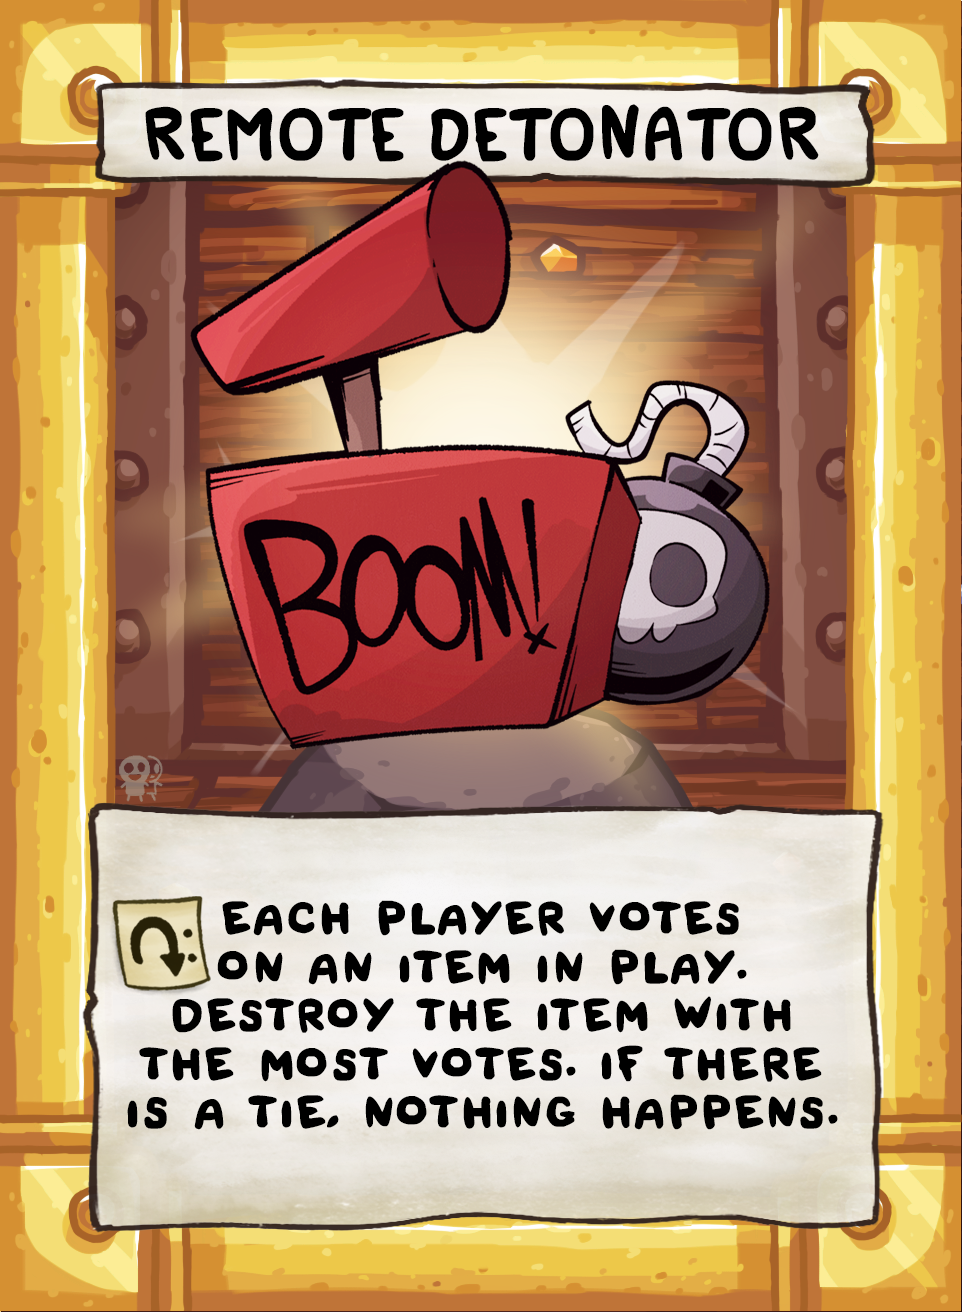 REMOTE DETONATOR
BOOM!
EACH PLAYER VOTES
ON AN ITEM IN PLAY.
DESTROY THE ITEM WITH
THE MOST VOTES. IF THERE
IS A TIE, NOTHING HAPPENS.